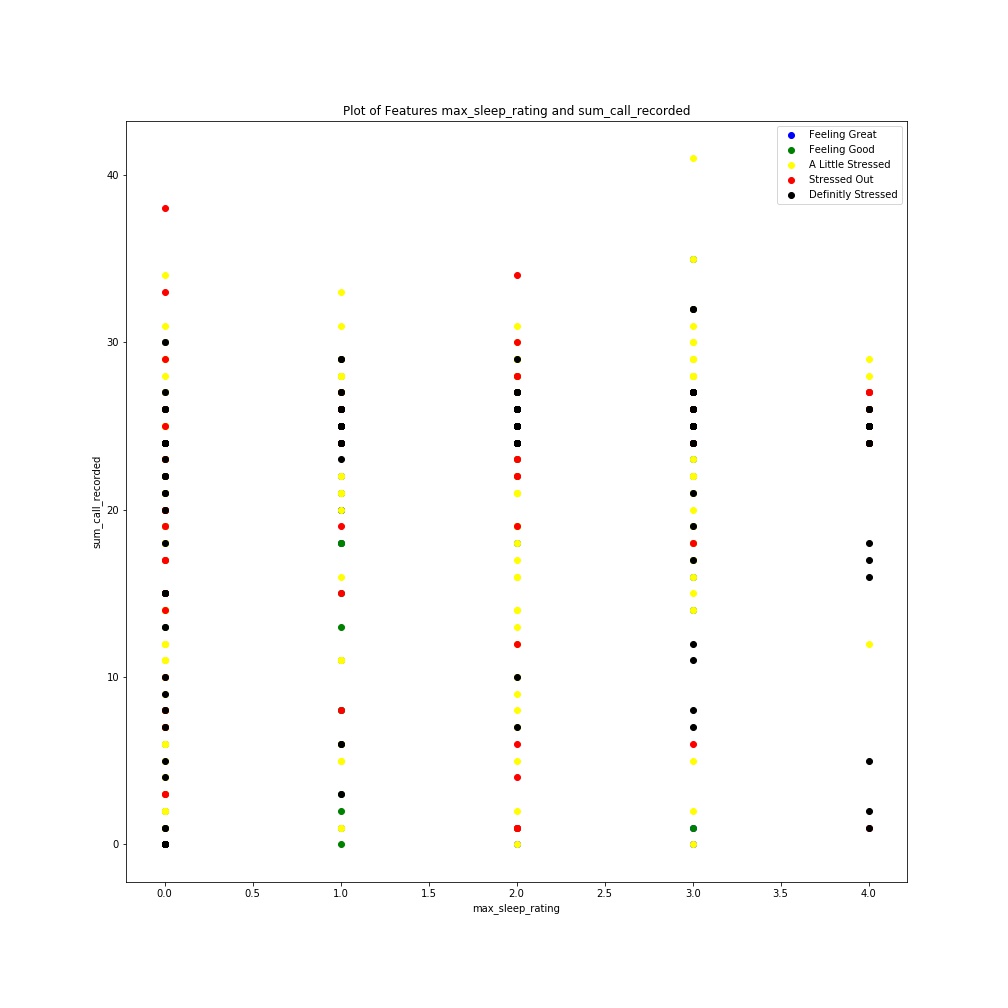 Plot of Features max_sleep_rating and sum_call_recorded
Feeling Great
Feeling Good
A Little Stressed
Stressed Out
Definitly Stressed
sum_call_recorded
40
30
20
10
0
0.0 0.5 1.0 1.5 2.0 2.5 3.0 3.5 4.0
max_sleep_rating